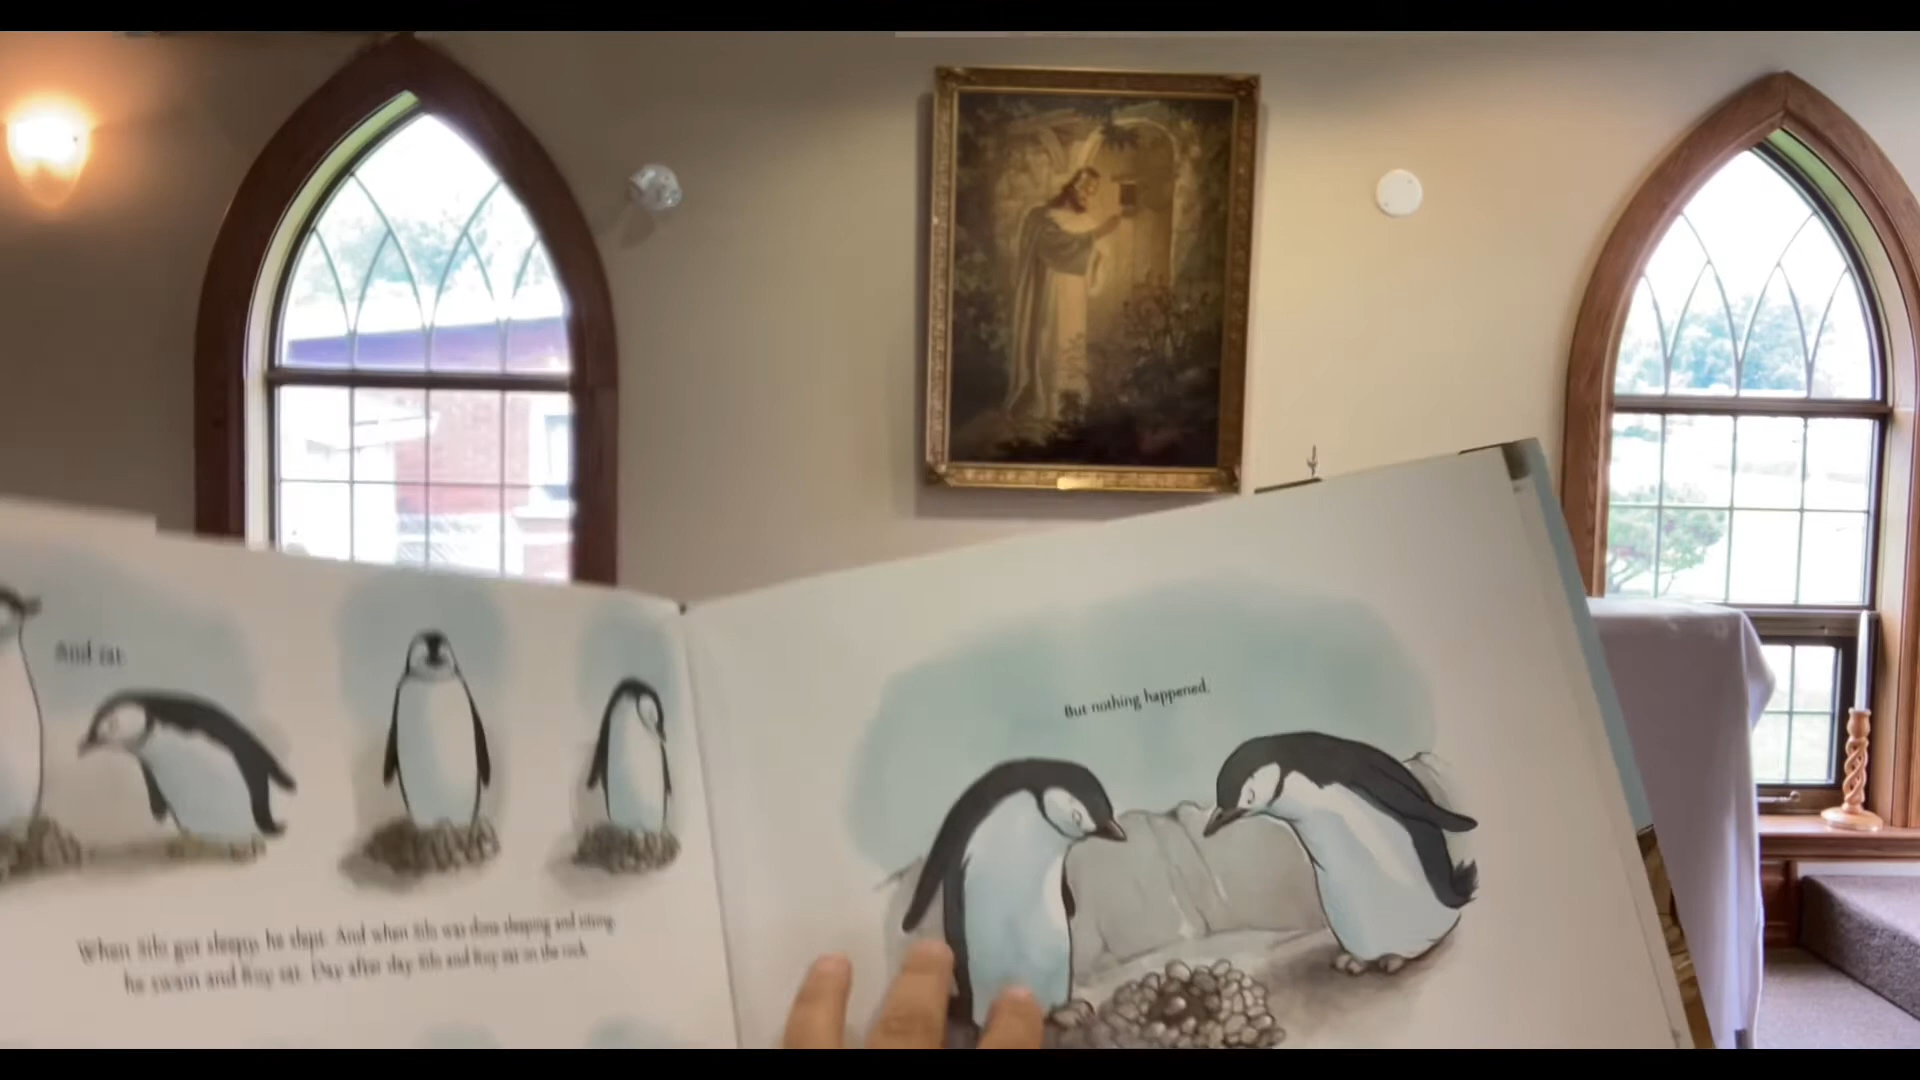 And sat.
When Silo got sleepy, he slept. And when Silo was done sleeping and sitting,
he swam and Roy sat. Day after day Silo and Roy sat on the rock.
But nothing happened.